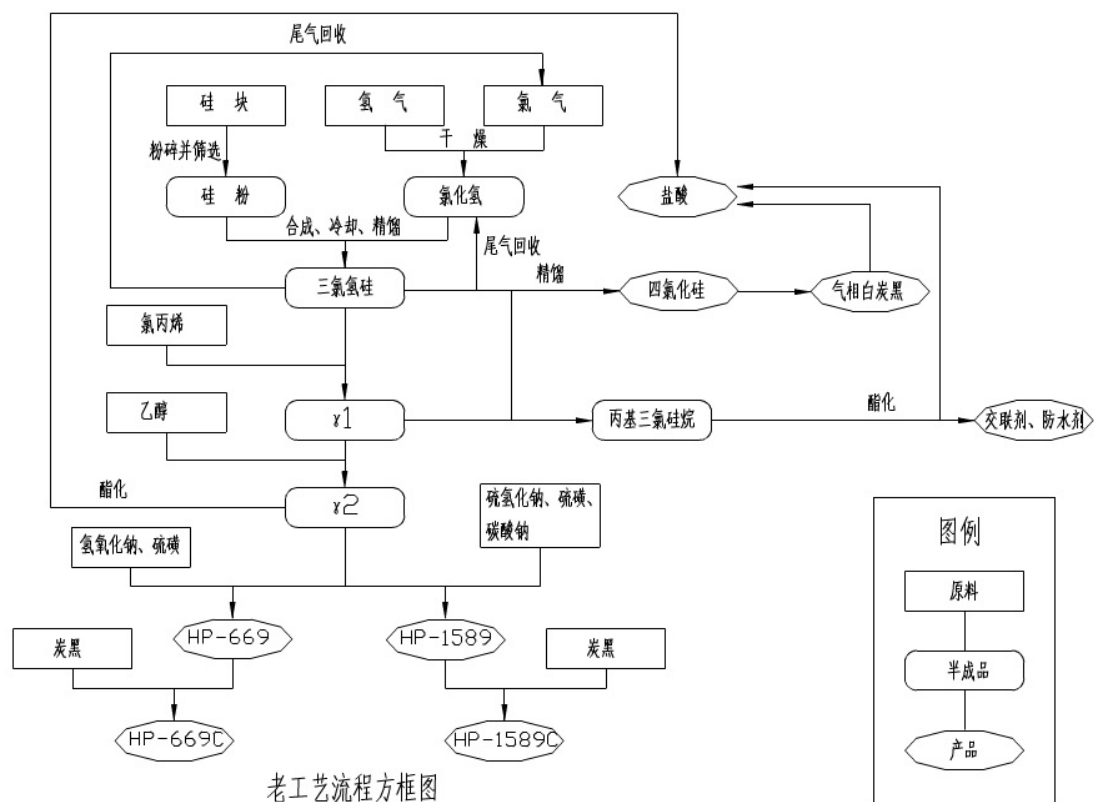 尾气回收
硅 块
氢 气
氯 气
干 燥
粉碎并筛选
硅 粉
氯化氢
盐酸
合成、冷却、精馏
尾气回收
三氯氢硅
精馏
四氯化硅
气相白炭黑
氯丙烯
乙醇
γ1
丙基三氯硅烷
酯化
交联剂、防水剂
酯化
γ2
硫氢化钠、硫磺、
碳酸钠
氢氧化钠、硫磺
图例
原料
HP-669
HP-1589
炭黑
炭黑
半成品
HP-669C
HP-1589C
产品
老工艺流程方框图